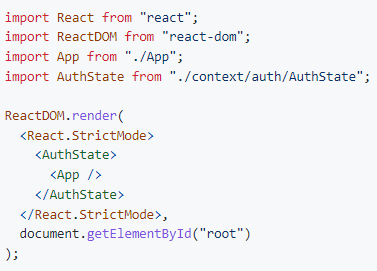 import React from "react";
import ReactDOM from "react-dom";
import App from "./App";
import AuthState from "./context/auth/AuthState";

ReactDOM.render(
  <React.StrictMode>
    <AuthState>
      <App />
    </AuthState>
  </React.StrictMode>,
  document.getElementById("root")
);